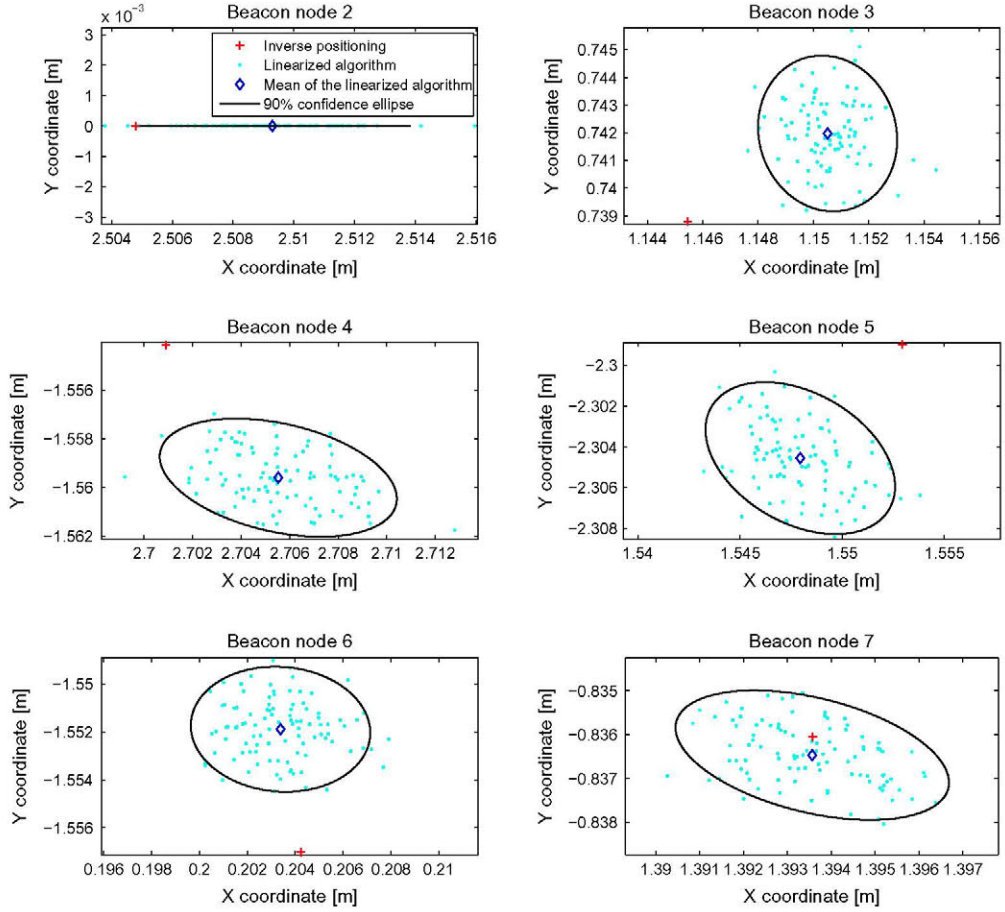 Beacon node 2
x 10⁻³
3
2
1
0
−1
−2
−3
Y coordinate [m]
Inverse positioning
Linearized algorithm
Mean of the linearized algorithm
90% confidence ellipse
2.504 2.506 2.508 2.51 2.512 2.514 2.516
X coordinate [m]
Beacon node 3
0.745
0.744
0.743
0.742
0.741
0.74
0.739
Y coordinate [m]
1.144 1.146 1.148 1.15 1.152 1.154 1.156
X coordinate [m]
Beacon node 4
−1.556
−1.558
−1.56
−1.562
Y coordinate [m]
2.7 2.702 2.704 2.706 2.708 2.71 2.712
X coordinate [m]
Beacon node 5
−2.3
−2.302
−2.304
−2.306
−2.308
Y coordinate [m]
1.54 1.545 1.55 1.555
X coordinate [m]
Beacon node 6
−1.55
−1.552
−1.554
−1.556
Y coordinate [m]
0.196 0.198 0.2 0.202 0.204 0.206 0.208 0.21
X coordinate [m]
Beacon node 7
−0.835
−0.836
−0.837
−0.838
Y coordinate [m]
1.39 1.391 1.392 1.393 1.394 1.395 1.396 1.397
X coordinate [m]